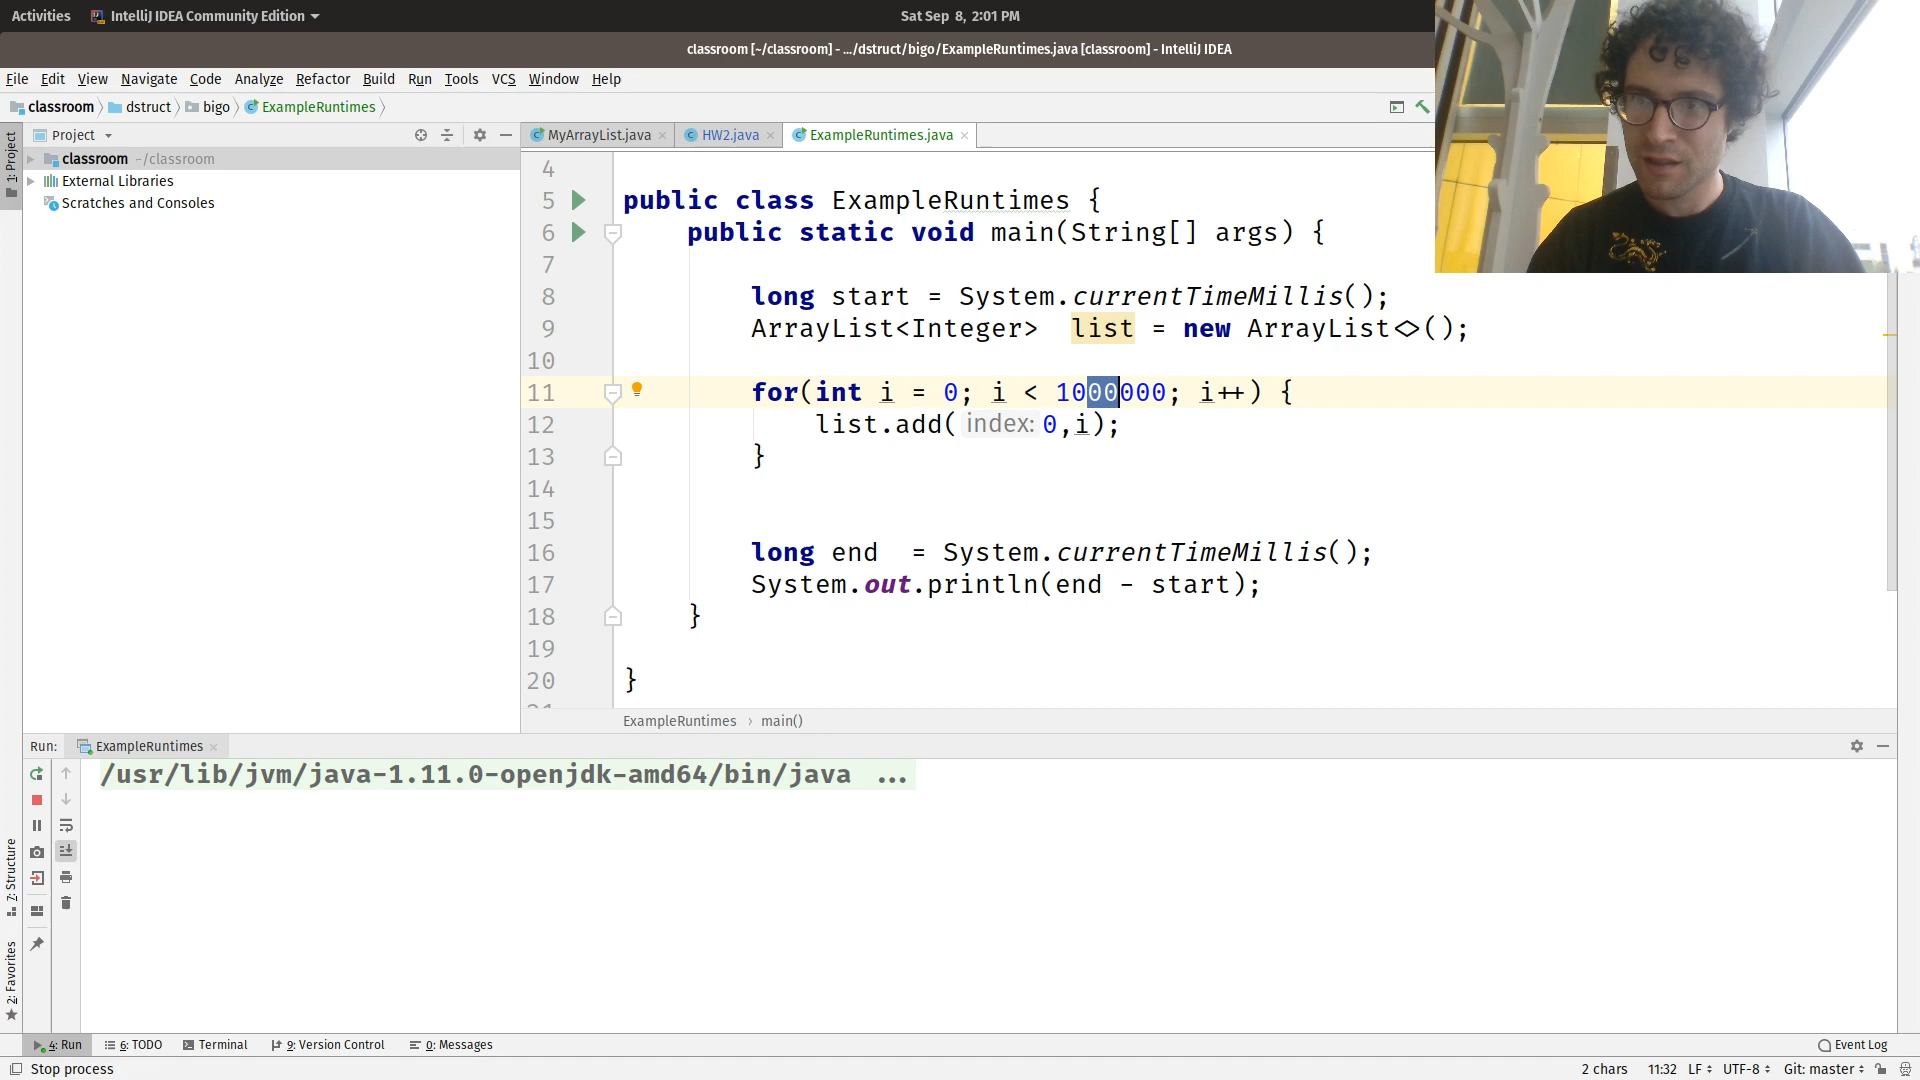 Activities IntelliJ IDEA Community Edition Sat Sep 8, 2:01 PM
classroom [~/classroom] - .../dstruct/bigo/ExampleRuntimes.java [classroom] - IntelliJ IDEA
File Edit View Navigate Code Analyze Refactor Build Run Tools VCS Window Help
classroom dstruct bigo ExampleRuntimes
1: Project
Project
MyArrayList.java HW2.java ExampleRuntimes.java
classroom ~/classroom
External Libraries
Scratches and Consoles
4
5 public class ExampleRuntimes {
6 public static void main(String[] args) {
7
8 long start = System.currentTimeMillis();
9 ArrayList<Integer> list = new ArrayList<>();
10
11 for(int i = 0; i < 1000000; i++) {
12 list.add( index: 0,i);
13 }
14
15
16 long end = System.currentTimeMillis();
17 System.out.println(end - start);
18 }
19
20 }
21
ExampleRuntimes › main()
Run: ExampleRuntimes
/usr/lib/jvm/java-1.11.0-openjdk-amd64/bin/java ...
7: Structure
2: Favorites
4: Run 6: TODO Terminal 9: Version Control 0: Messages Event Log
Stop process 2 chars 11:32 LF UTF-8 Git: master